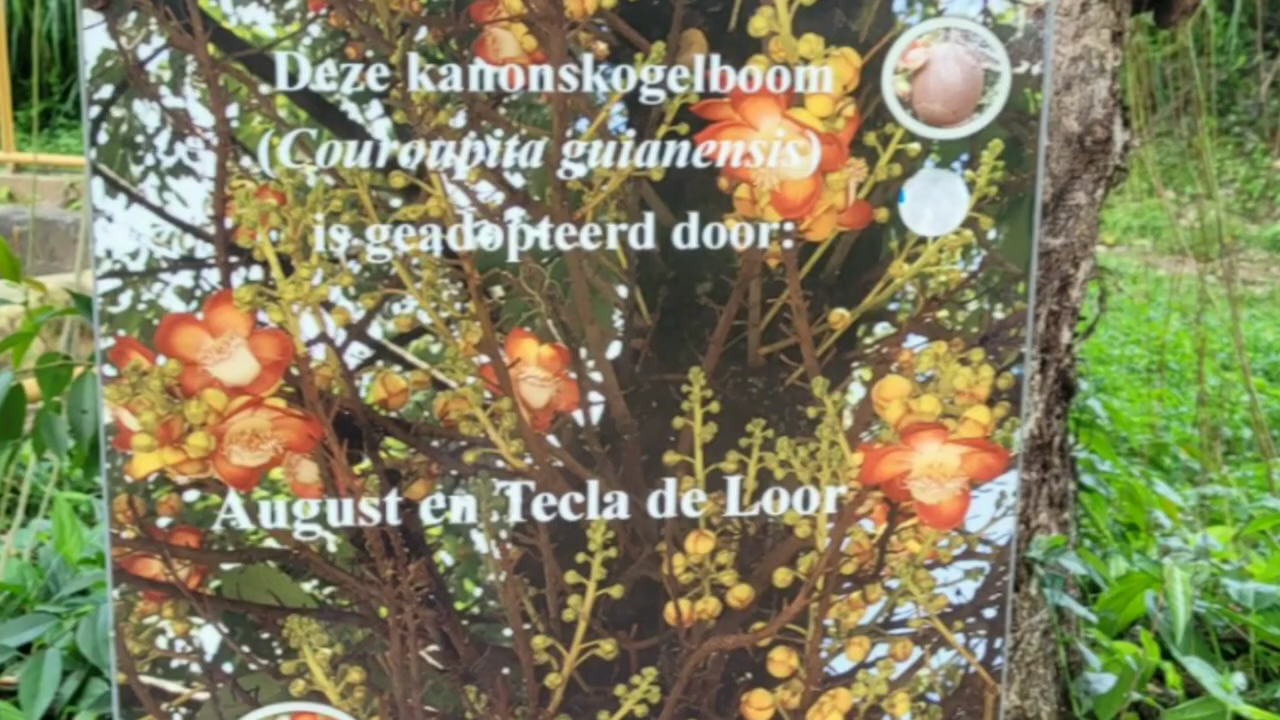 Deze kanonskogelboom
(Couroupita guianensis)
is geadopteerd door:
August en Tecla de Loor